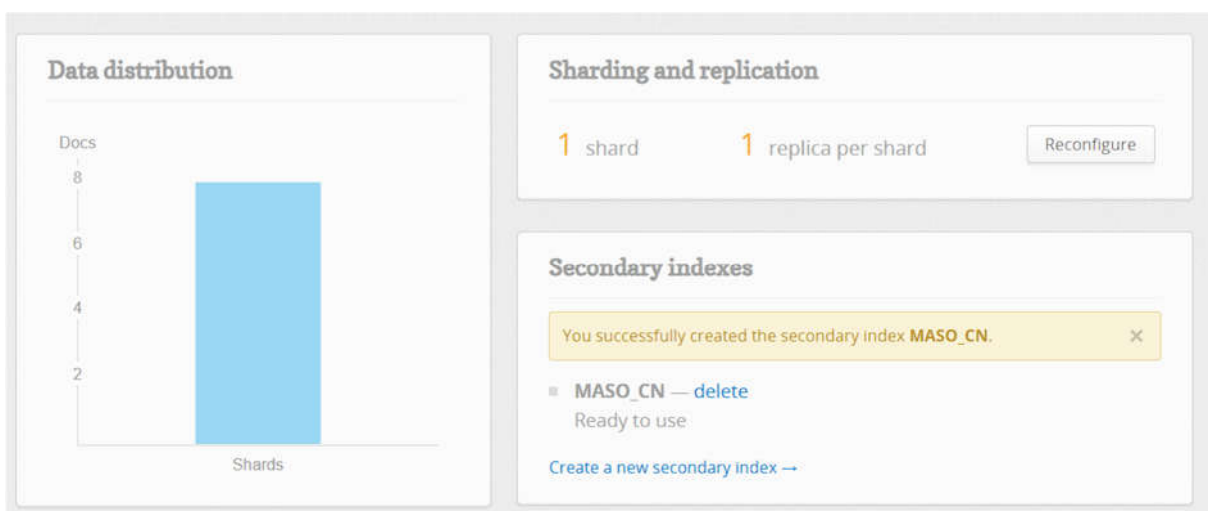 Data distribution
Docs
8
6
4
2
Shards
Sharding and replication
1 shard 1 replica per shard Reconfigure
Secondary indexes
You successfully created the secondary index MASO_CN. ×
MASO_CN — delete
Ready to use
Create a new secondary index →